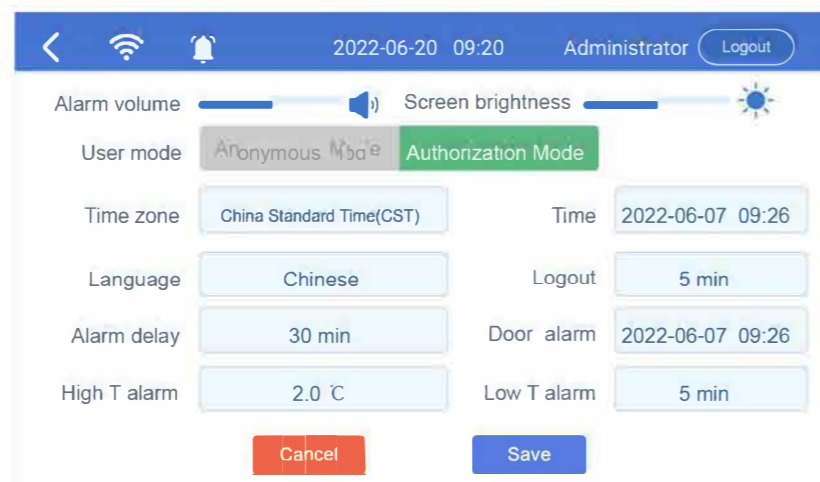 2022-06-20 09:20 Administrator Logout
Alarm volume Screen brightness
User mode Anonymous Mode Authorization Mode
Time zone China Standard Time(CST) Time 2022-06-07 09:26
Language Chinese Logout 5 min
Alarm delay 30 min Door alarm 2022-06-07 09:26
High T alarm 2.0 ℃ Low T alarm 5 min
Cancel Save